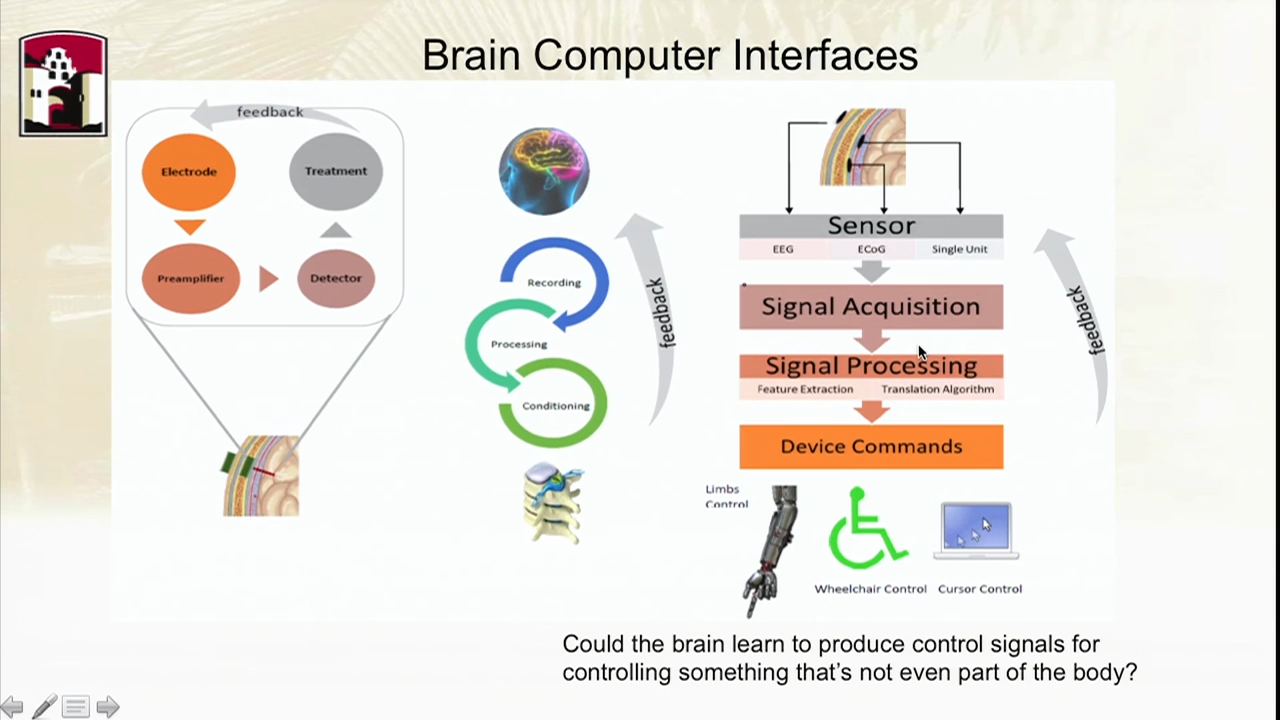 Brain Computer Interfaces
feedback
Electrode
Treatment
Preamplifier
Detector
Recording
Processing
Conditioning
feedback
Sensor
EEG
ECoG
Single Unit
Signal Acquisition
Signal Processing
Feature Extraction
Translation Algorithm
Device Commands
feedback
Limbs
Control
Wheelchair Control
Cursor Control
Could the brain learn to produce control signals for
controlling something that's not even part of the body?